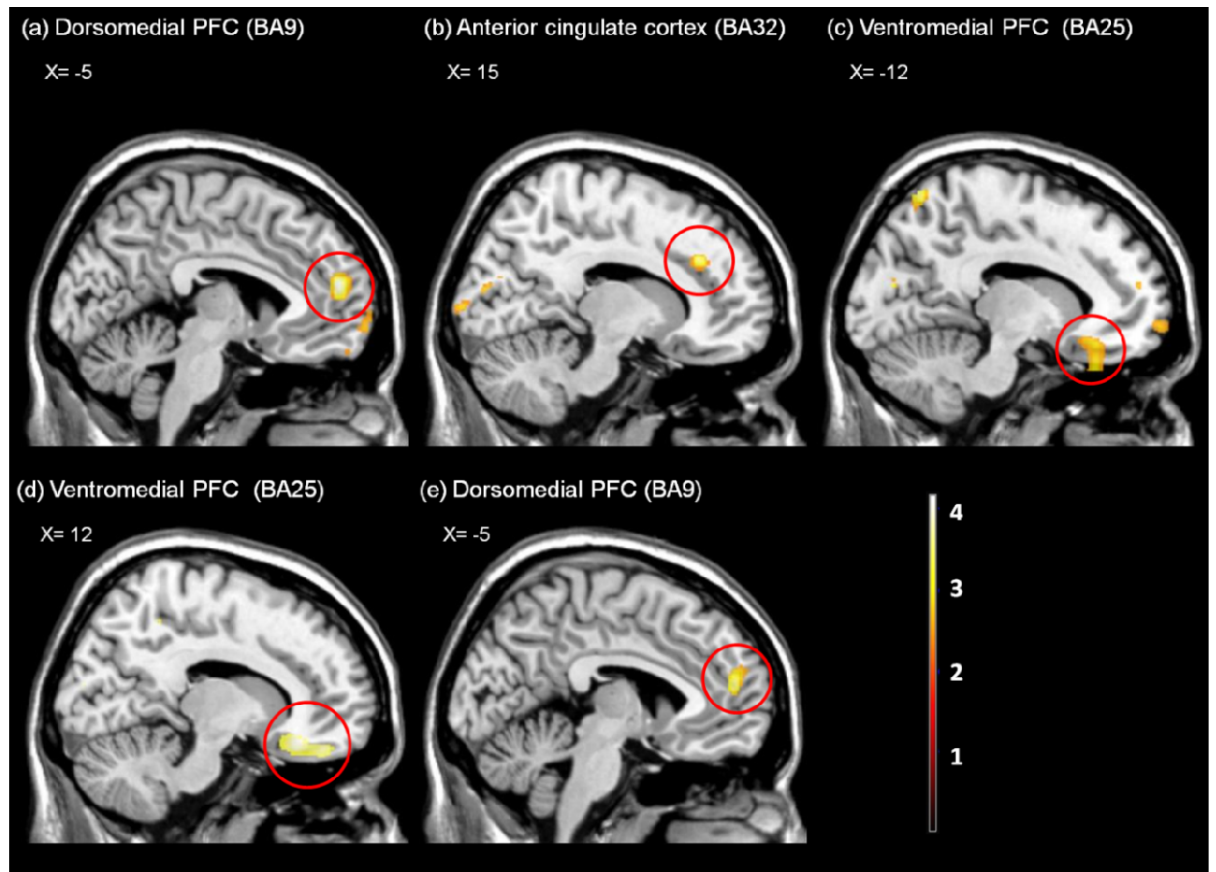 (a) Dorsomedial PFC (BA9)
X= -5
(b) Anterior cingulate cortex (BA32)
X= 15
(c) Ventromedial PFC (BA25)
X= -12
(d) Ventromedial PFC (BA25)
X= 12
(e) Dorsomedial PFC (BA9)
X= -5
4
3
2
1